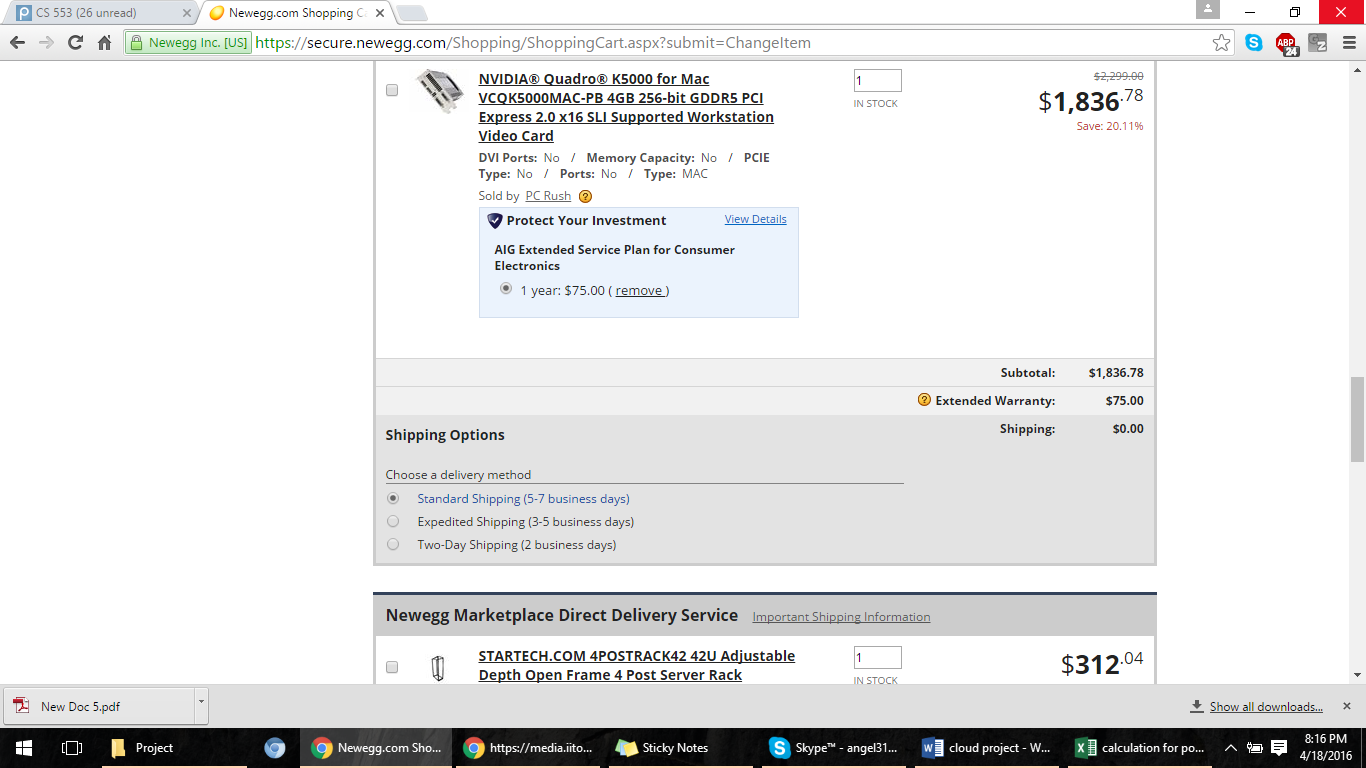 CS 553 (26 unread)
Newegg.com Shopping Ca
Newegg Inc. [US]
https://secure.newegg.com/Shopping/ShoppingCart.aspx?submit=ChangeItem
ABP
24
NVIDIA® Quadro® K5000 for Mac
VCQK5000MAC-PB 4GB 256-bit GDDR5 PCI
Express 2.0 x16 SLI Supported Workstation
Video Card
1
IN STOCK
$2,299.00
$1,836.78
Save: 20.11%
DVI Ports: No / Memory Capacity: No / PCIE
Type: No / Ports: No / Type: MAC
Sold by PC Rush ?
Protect Your Investment
View Details
AIG Extended Service Plan for Consumer
Electronics
1 year: $75.00 ( remove )
Subtotal: $1,836.78
? Extended Warranty: $75.00
Shipping: $0.00
Shipping Options
Choose a delivery method
Standard Shipping (5-7 business days)
Expedited Shipping (3-5 business days)
Two-Day Shipping (2 business days)
Newegg Marketplace Direct Delivery Service Important Shipping Information
STARTECH.COM 4POSTRACK42 42U Adjustable
Depth Open Frame 4 Post Server Rack
1
IN STOCK
$312.04
New Doc 5.pdf
Show all downloads...
Project
Newegg.com Sho...
https://media.iito...
Sticky Notes
Skype™ - angel31...
cloud project - W...
calculation for po...
8:16 PM
4/18/2016